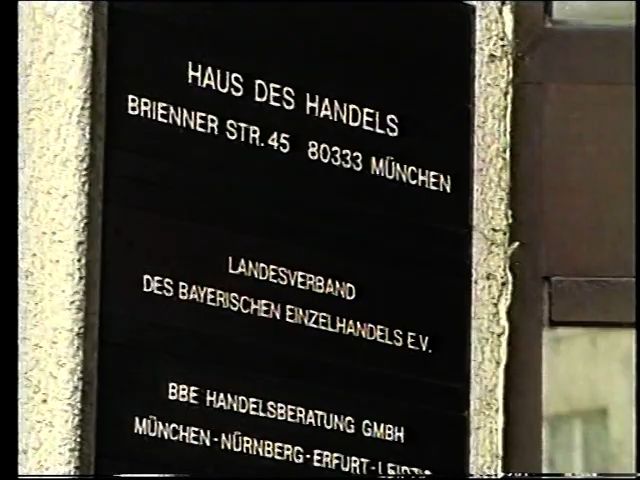 HAUS DES HANDELS
BRIENNER STR. 45 80333 MÜNCHEN
LANDESVERBAND
DES BAYERISCHEN EINZELHANDELS E.V.
BBE HANDELSBERATUNG GMBH
MÜNCHEN-NÜRNBERG-ERFURT-LEIPZIG